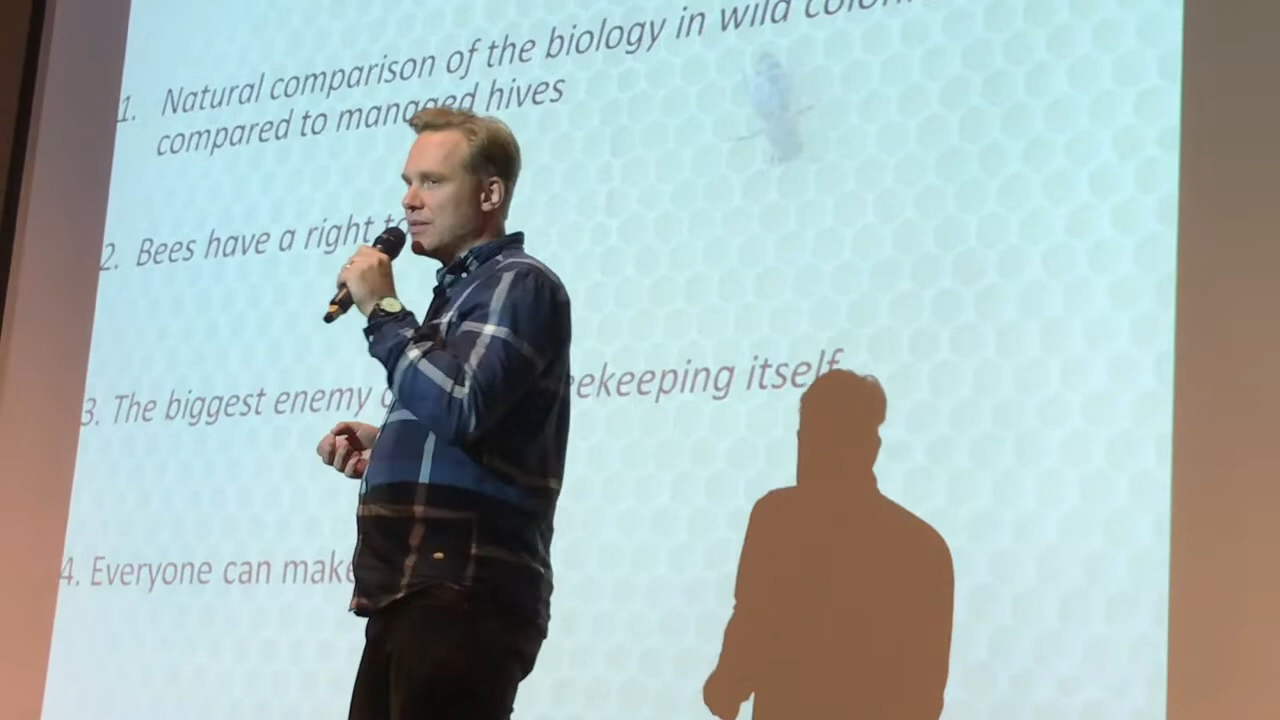 1. Natural comparison of the biology in wild
compared to managed hives
2. Bees have a right to
3. The biggest enemy itself
4. Everyone can make